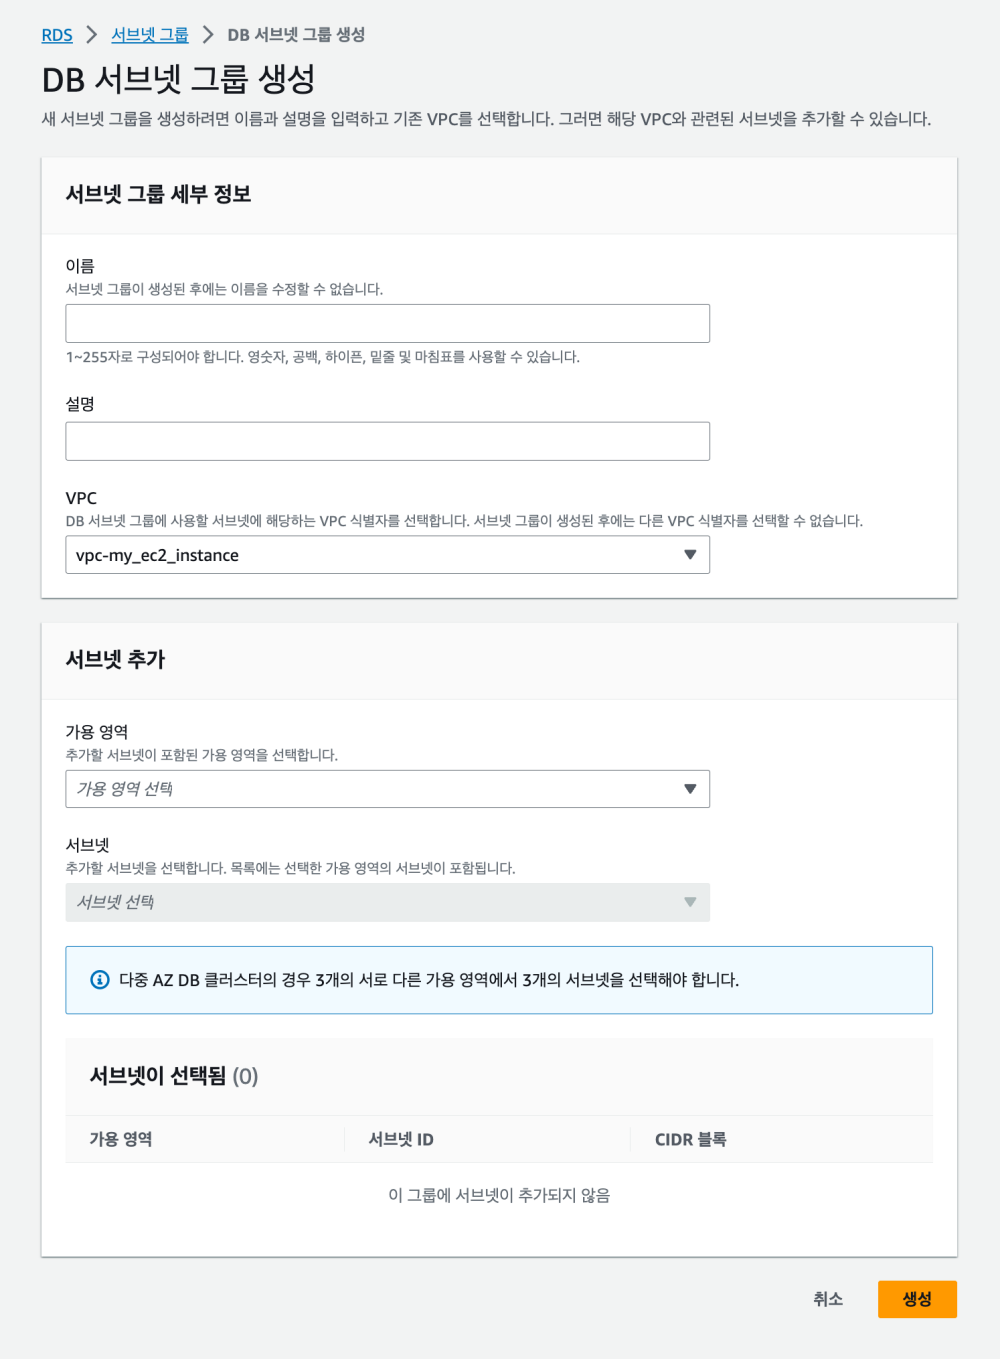 RDS > 서브넷 그룹 > DB 서브넷 그룹 생성
DB 서브넷 그룹 생성
새 서브넷 그룹을 생성하려면 이름과 설명을 입력하고 기존 VPC를 선택합니다. 그러면 해당 VPC와 관련된 서브넷을 추가할 수 있습니다.
서브넷 그룹 세부 정보
이름
서브넷 그룹이 생성된 후에는 이름을 수정할 수 없습니다.
1~255자로 구성되어야 합니다. 영숫자, 공백, 하이픈, 밑줄 및 마침표를 사용할 수 있습니다.
설명
VPC
DB 서브넷 그룹에 사용할 서브넷에 해당하는 VPC 식별자를 선택합니다. 서브넷 그룹이 생성된 후에는 다른 VPC 식별자를 선택할 수 없습니다.
vpc-my_ec2_instance
서브넷 추가
가용 영역
추가할 서브넷이 포함된 가용 영역을 선택합니다.
가용 영역 선택
서브넷
추가할 서브넷을 선택합니다. 목록에는 선택한 가용 영역의 서브넷이 포함됩니다.
서브넷 선택
다중 AZ DB 클러스터의 경우 3개의 서로 다른 가용 영역에서 3개의 서브넷을 선택해야 합니다.
서브넷이 선택됨 (0)
가용 영역 서브넷 ID CIDR 블록
이 그룹에 서브넷이 추가되지 않음
취소 생성